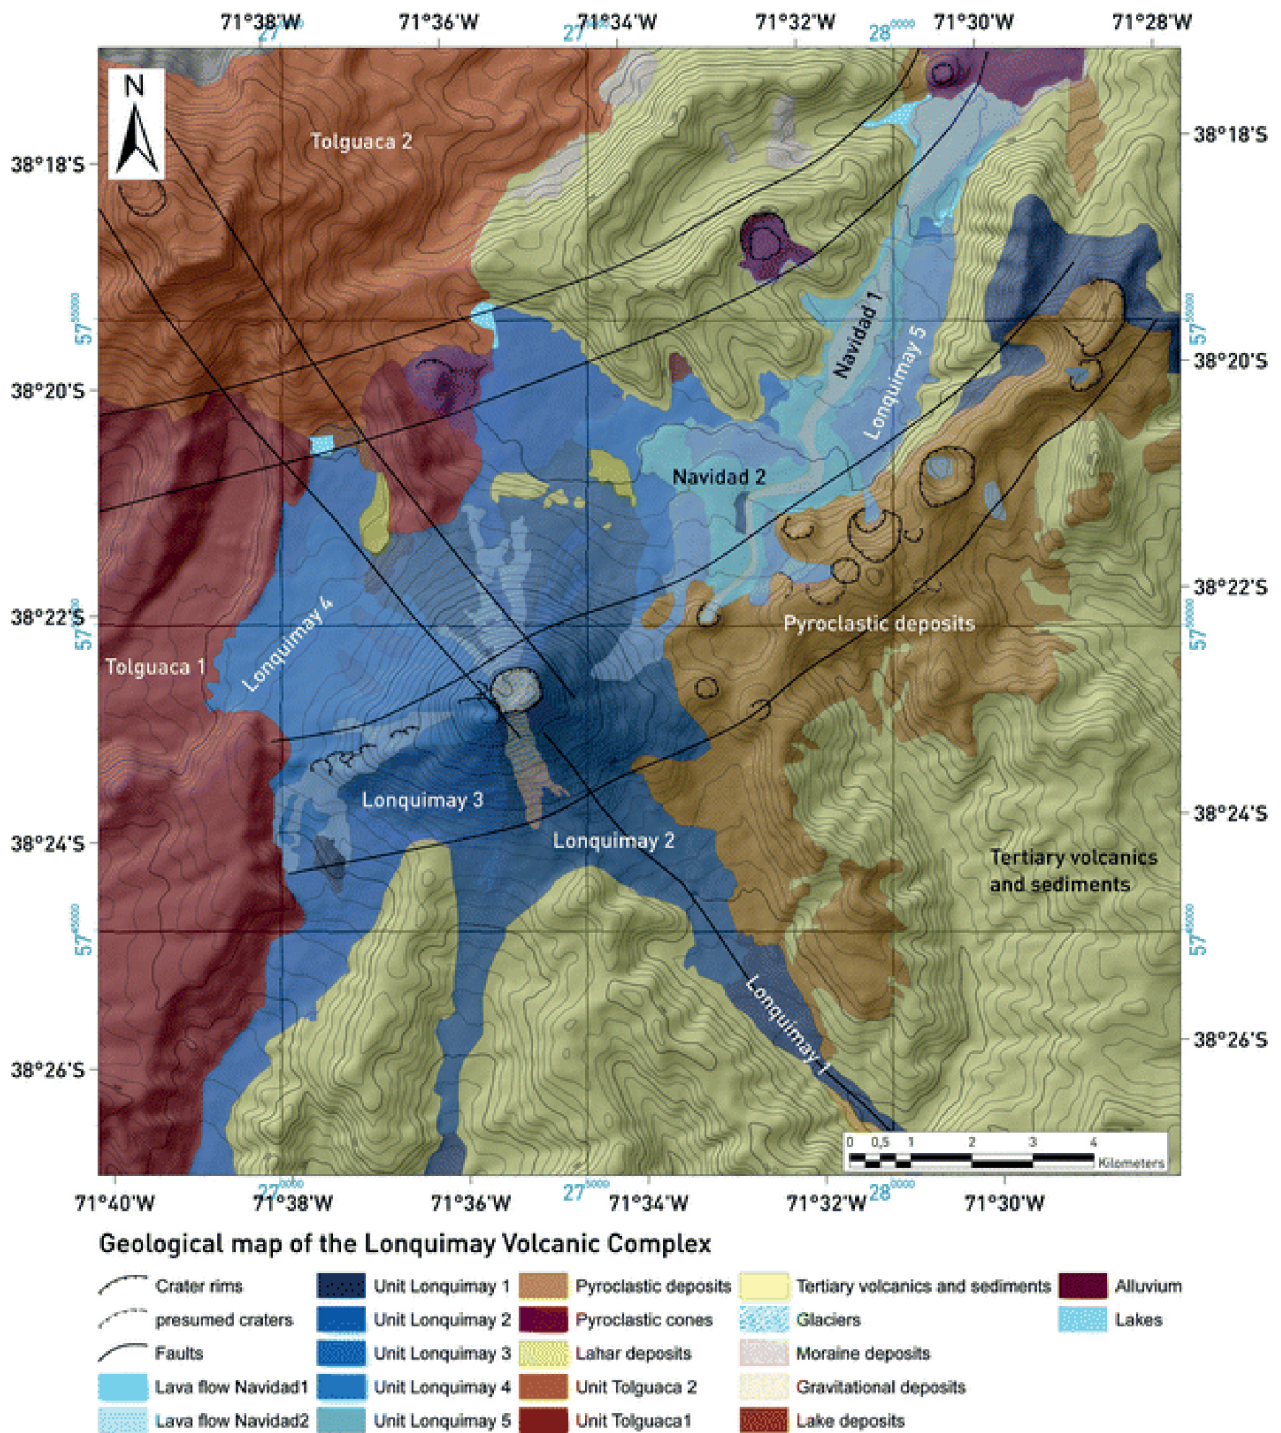 71°38'W 71°36'W 71°34'W 71°32'W 71°30'W 71°28'W
N
Tolguaca 2
38°18'S
38°18'S
Navidad 1
Lonquimay 5
38°20'S
38°20'S
Navidad 2
38°22'S
38°22'S
Lonquimay 4
Pyroclastic deposits
Tolguaca 1
Lonquimay 3
38°24'S
38°24'S
Lonquimay 2
Tertiary volcanics
and sediments
Lonquimay 1
38°26'S
38°26'S
0 0,5 1 2 3 4
Kilometers
71°40'W 71°38'W 71°36'W 71°34'W 71°32'W 71°30'W
Geological map of the Lonquimay Volcanic Complex
Crater rims
presumed craters
Faults
Lava flow Navidad1
Lava flow Navidad2
Unit Lonquimay 1
Unit Lonquimay 2
Unit Lonquimay 3
Unit Lonquimay 4
Unit Lonquimay 5
Pyroclastic deposits
Pyroclastic cones
Lahar deposits
Unit Tolguaca 2
Unit Tolguaca1
Tertiary volcanics and sediments
Glaciers
Moraine deposits
Gravitational deposits
Lake deposits
Alluvium
Lakes